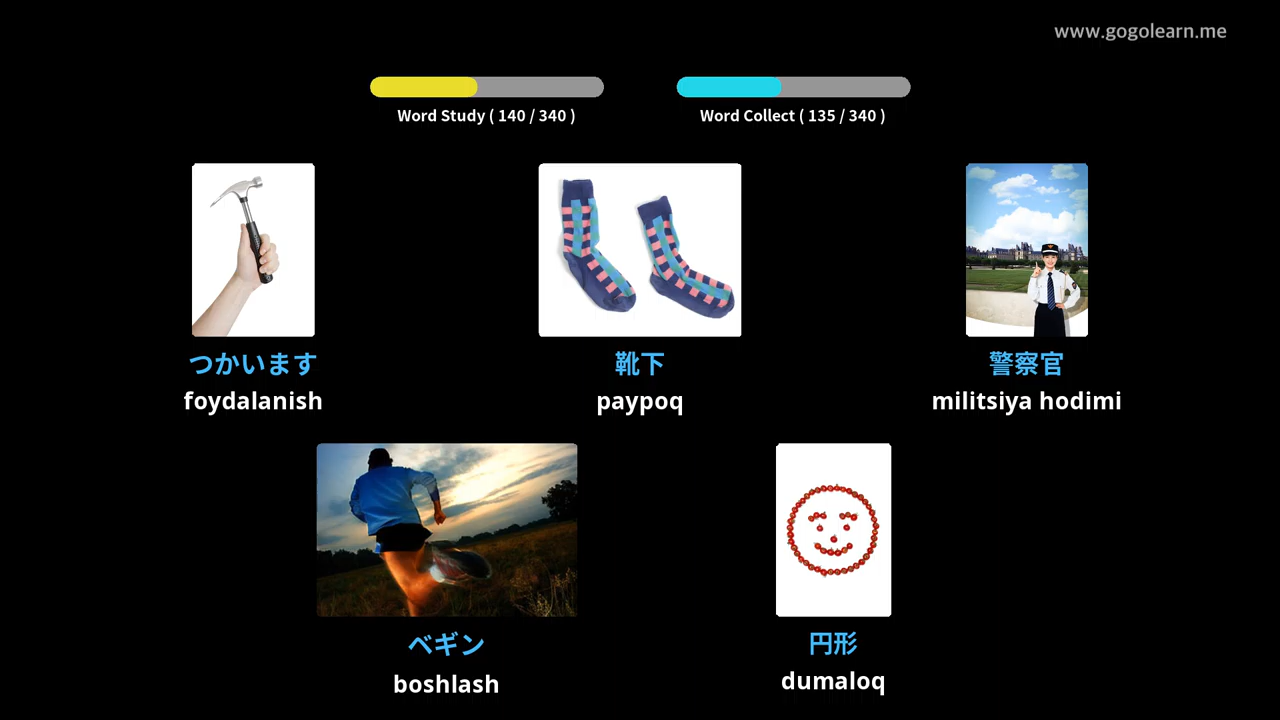 www.gogolearn.me
Word Study ( 140 / 340 )
Word Collect ( 135 / 340 )
つかいます
foydalanish
靴下
paypoq
警察官
militsiya hodimi
ベギン
boshlash
円形
dumaloq